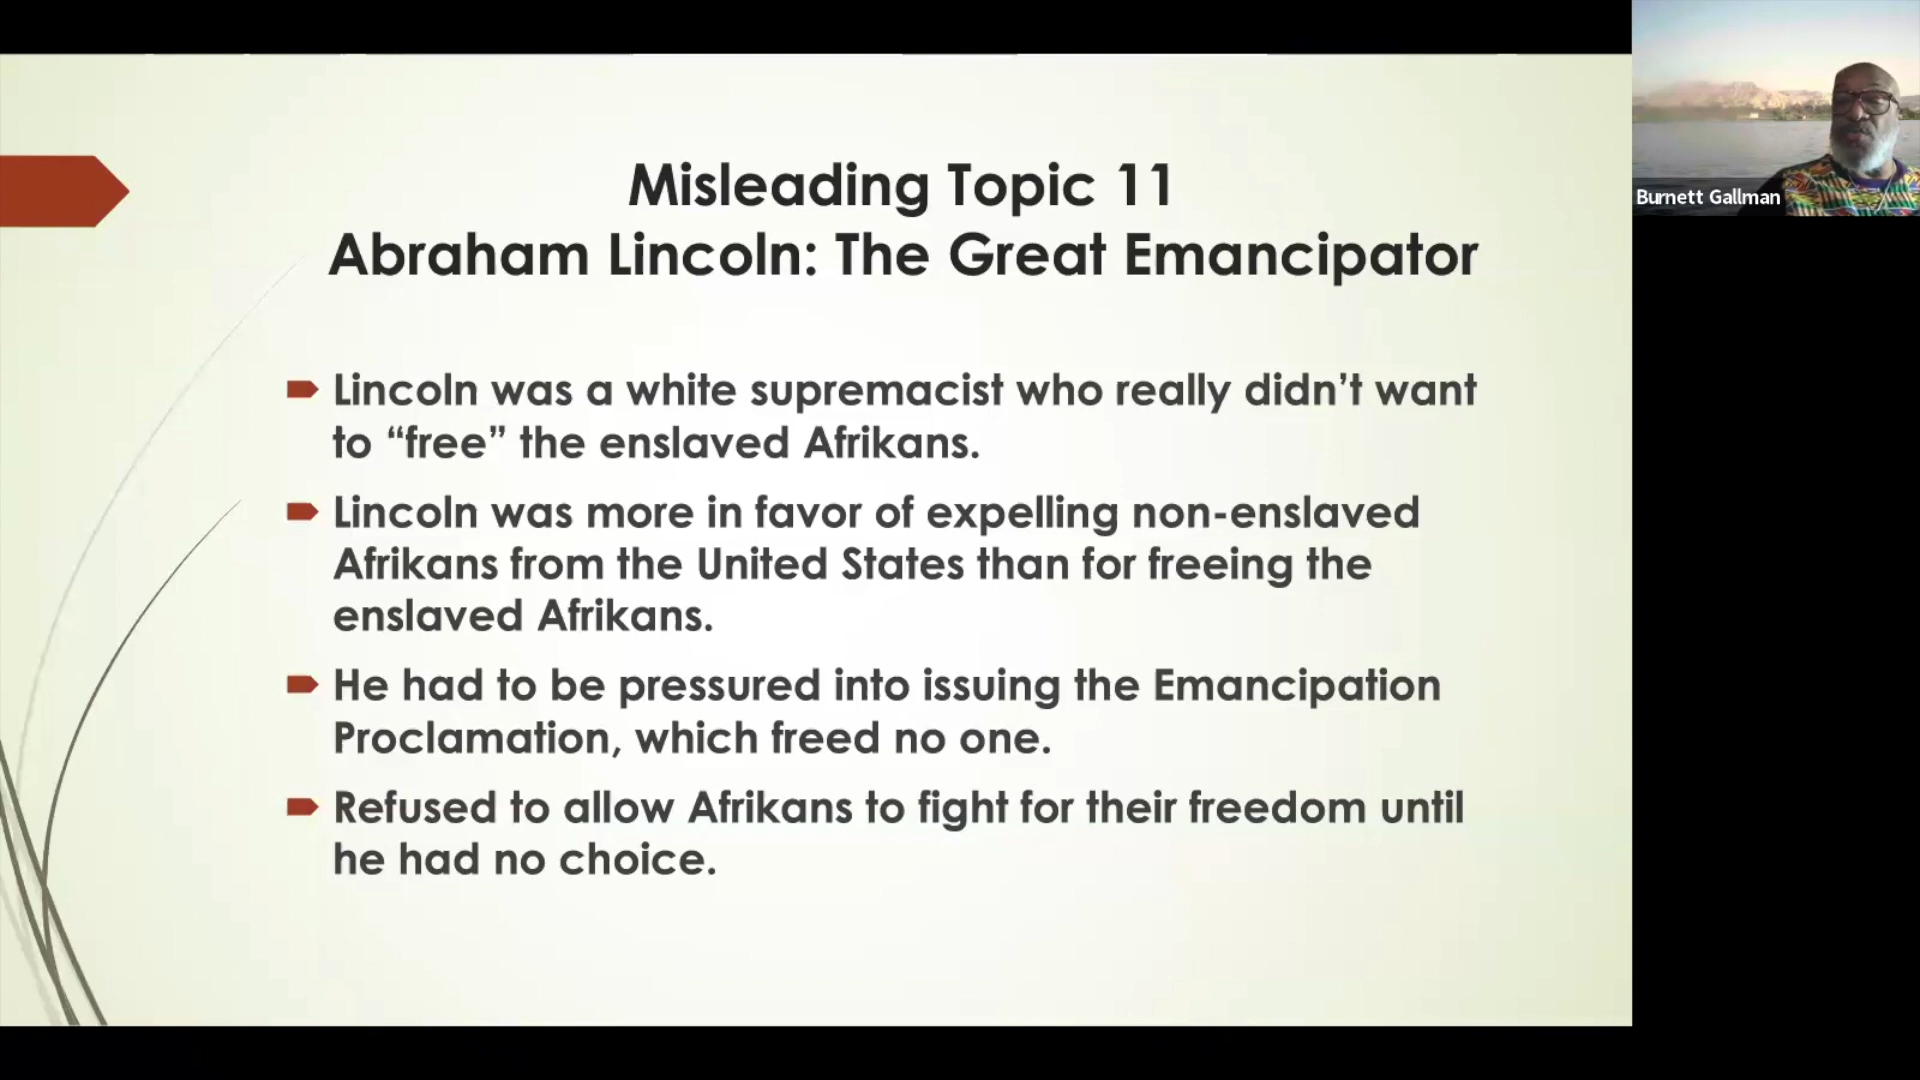 Misleading Topic 11
Abraham Lincoln: The Great Emancipator
Lincoln was a white supremacist who really didn’t want
to “free” the enslaved Afrikans.
Lincoln was more in favor of expelling non-enslaved
Afrikans from the United States than for freeing the
enslaved Afrikans.
He had to be pressured into issuing the Emancipation
Proclamation, which freed no one.
Refused to allow Afrikans to fight for their freedom until
he had no choice.
Burnett Gallman